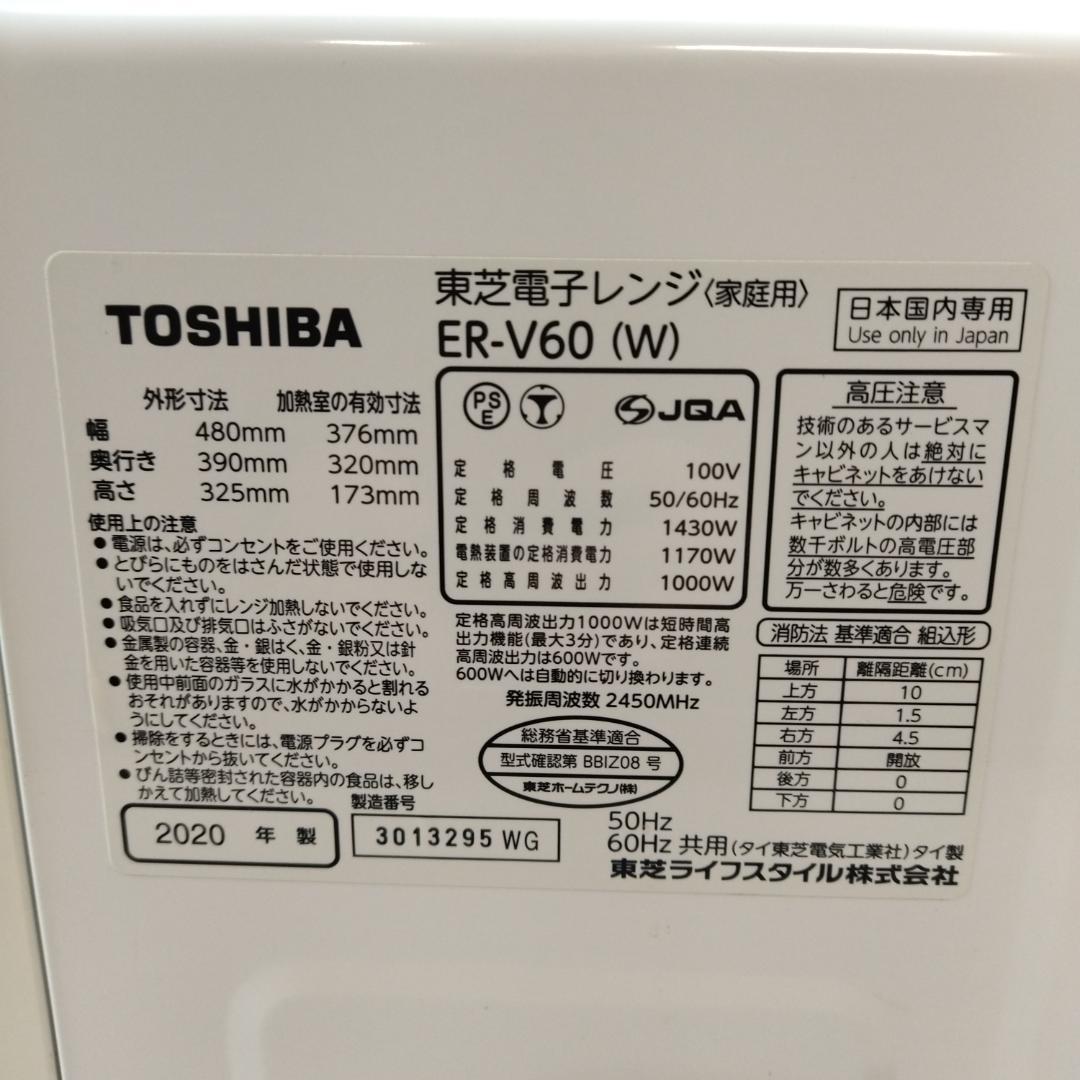 TOSHIBA
東芝電子レンジ〈家庭用〉
ER-V60 (W)
日本国内専用
Use only in Japan
外形寸法 加熱室の有効寸法
幅 480mm 376mm
奥行き 390mm 320mm
高さ 325mm 173mm
使用上の注意
●電源は、必ずコンセントをご使用ください。
●とびらにものをはさんだ状態で使用しな
いでください。
●食品を入れずにレンジ加熱しないでください。
●吸気口及び排気口はふさがないでください。
●金属製の容器、金・銀はく、金・銀粉又は針
金を用いた容器等を使用しないでください。
●使用中前面のガラスに水がかかると割れる
おそれがありますので、水がかからないよ
うにしてください。
●掃除をするときには、電源プラグを必ずコ
ンセントから抜いてください。
●びん詰等密封された容器内の食品は、移し
かえて加熱してください。
PS
E
JQA
定格電圧 100V
定格周波数 50/60Hz
定格消費電力 1430W
電熱装置の定格消費電力 1170W
定格高周波出力 1000W
定格高周波出力1000Wは短時間高
出力機能(最大3分)であり、定格連続
高周波出力は600Wです。
600Wへは自動的に切り換わります。
発振周波数 2450MHz
総務省基準適合
型式確認第 BBIZ08 号
東芝ホームテクノ(株)
高圧注意
技術のあるサービスマ
ン以外の人は絶対に
キャビネットをあけない
でください。
キャビネットの内部には
数千ボルトの高電圧部
分が数多くあります。
万一さわると危険です。
消防法 基準適合 組込形
場所 離隔距離(cm)
上方 10
左方 1.5
右方 4.5
前方 開放
後方 0
下方 0
2020 年 製
製造番号
3013295 WG
50Hz
60Hz 共用(タイ東芝電気工業社)タイ製
東芝ライフスタイル株式会社